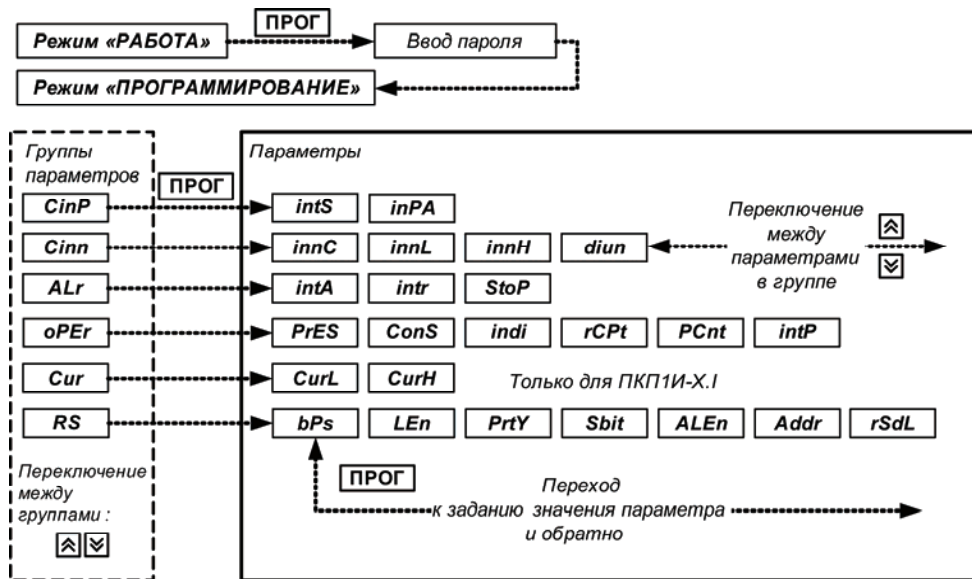 ПРОГ
Режим «РАБОТА»
Ввод пароля
Режим «ПРОГРАММИРОВАНИЕ»
Группы
параметров
ПРОГ
Параметры
CinP
intS inPA
Cinn
innC innL innH diun
ALr
intA intr StoP
oPEr
PrES ConS indi rCPt PCnt intP
Cur
CurL CurH
Только для ПКП1И-Х.I
RS
bPs LEn PrtY Sbit ALEn Addr rSdL
Переключение
между
параметрами
в группе
Переключение
между
группами :
ПРОГ
Переход
к заданию значения параметра
и обратно